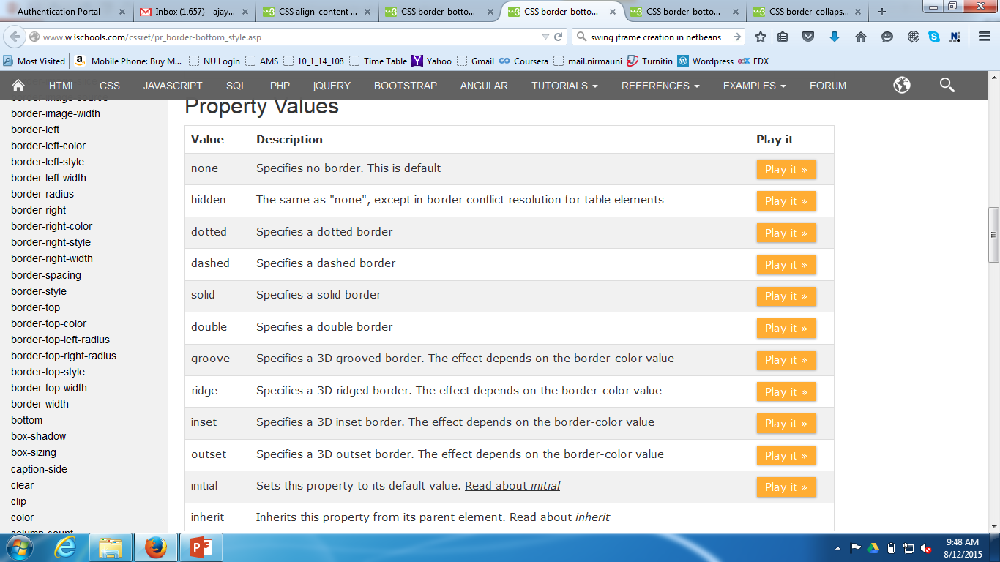 Authentication Portal
Inbox (1,657) - ajay...
CSS align-content ...
CSS border-botto...
CSS border-botto...
CSS border-botto...
CSS border-collaps...
www.w3schools.com/cssref/pr_border-bottom_style.asp
swing jframe creation in netbeans
Most Visited
Mobile Phone: Buy M...
NU Login
AMS
10_1_14_108
Time Table
Yahoo
Gmail
Coursera
mail.nirmauni
Turnitin
Wordpress
EDX
HTML
CSS
JAVASCRIPT
SQL
PHP
jQUERY
BOOTSTRAP
ANGULAR
TUTORIALS
REFERENCES
EXAMPLES
FORUM
border-image-width
border-left
border-left-color
border-left-style
border-left-width
border-radius
border-right
border-right-color
border-right-style
border-right-width
border-spacing
border-style
border-top
border-top-color
border-top-left-radius
border-top-right-radius
border-top-style
border-top-width
border-width
bottom
box-shadow
box-sizing
caption-side
clear
clip
color
column-count
Property Values
Value Description Play it
none Specifies no border. This is default Play it »
hidden The same as "none", except in border conflict resolution for table elements Play it »
dotted Specifies a dotted border Play it »
dashed Specifies a dashed border Play it »
solid Specifies a solid border Play it »
double Specifies a double border Play it »
groove Specifies a 3D grooved border. The effect depends on the border-color value Play it »
ridge Specifies a 3D ridged border. The effect depends on the border-color value Play it »
inset Specifies a 3D inset border. The effect depends on the border-color value Play it »
outset Specifies a 3D outset border. The effect depends on the border-color value Play it »
initial Sets this property to its default value. Read about initial Play it »
inherit Inherits this property from its parent element. Read about inherit
9:48 AM
8/12/2015